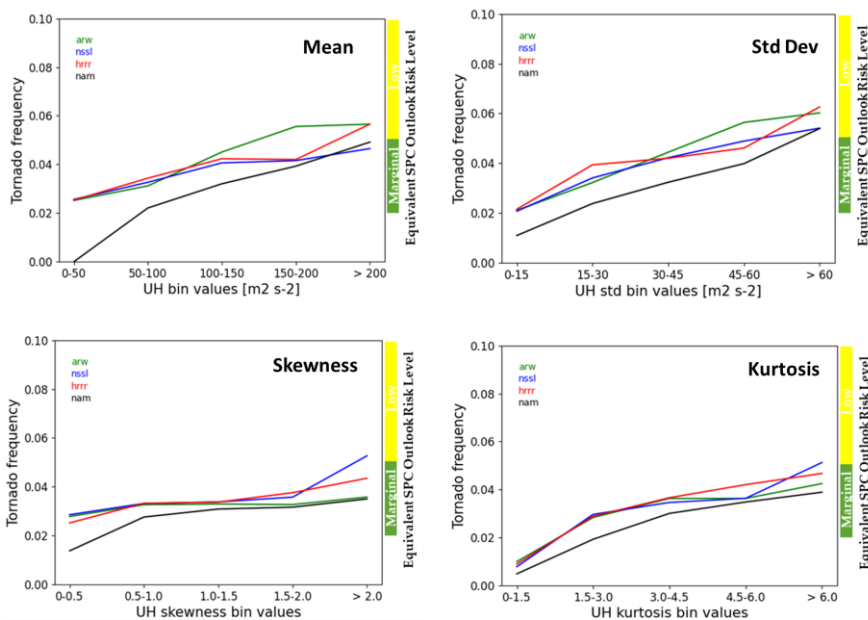 Mean
arw
nssl
hrrr
nam
0.10
0.08
0.06
0.04
0.02
0.00
Tornado frequency
0-50
50-100
100-150
150-200
> 200
UH bin values [m2 s-2]
Low
Marginal
Equivalent SPC Outlook Risk Level
Std Dev
arw
nssl
hrrr
nam
0.10
0.08
0.06
0.04
0.02
0.00
Tornado frequency
0-15
15-30
30-45
45-60
> 60
UH std bin values [m2 s-2]
Low
Marginal
Equivalent SPC Outlook Risk Level
Skewness
arw
nssl
hrrr
nam
0.10
0.08
0.06
0.04
0.02
0.00
Tornado frequency
0-0.5
0.5-1.0
1.0-1.5
1.5-2.0
> 2.0
UH skewness bin values
Low
Marginal
Equivalent SPC Outlook Risk Level
Kurtosis
arw
nssl
hrrr
nam
0.10
0.08
0.06
0.04
0.02
0.00
Tornado frequency
0-1.5
1.5-3.0
3.0-4.5
4.5-6.0
> 6.0
UH kurtosis bin values
Low
Marginal
Equivalent SPC Outlook Risk Level